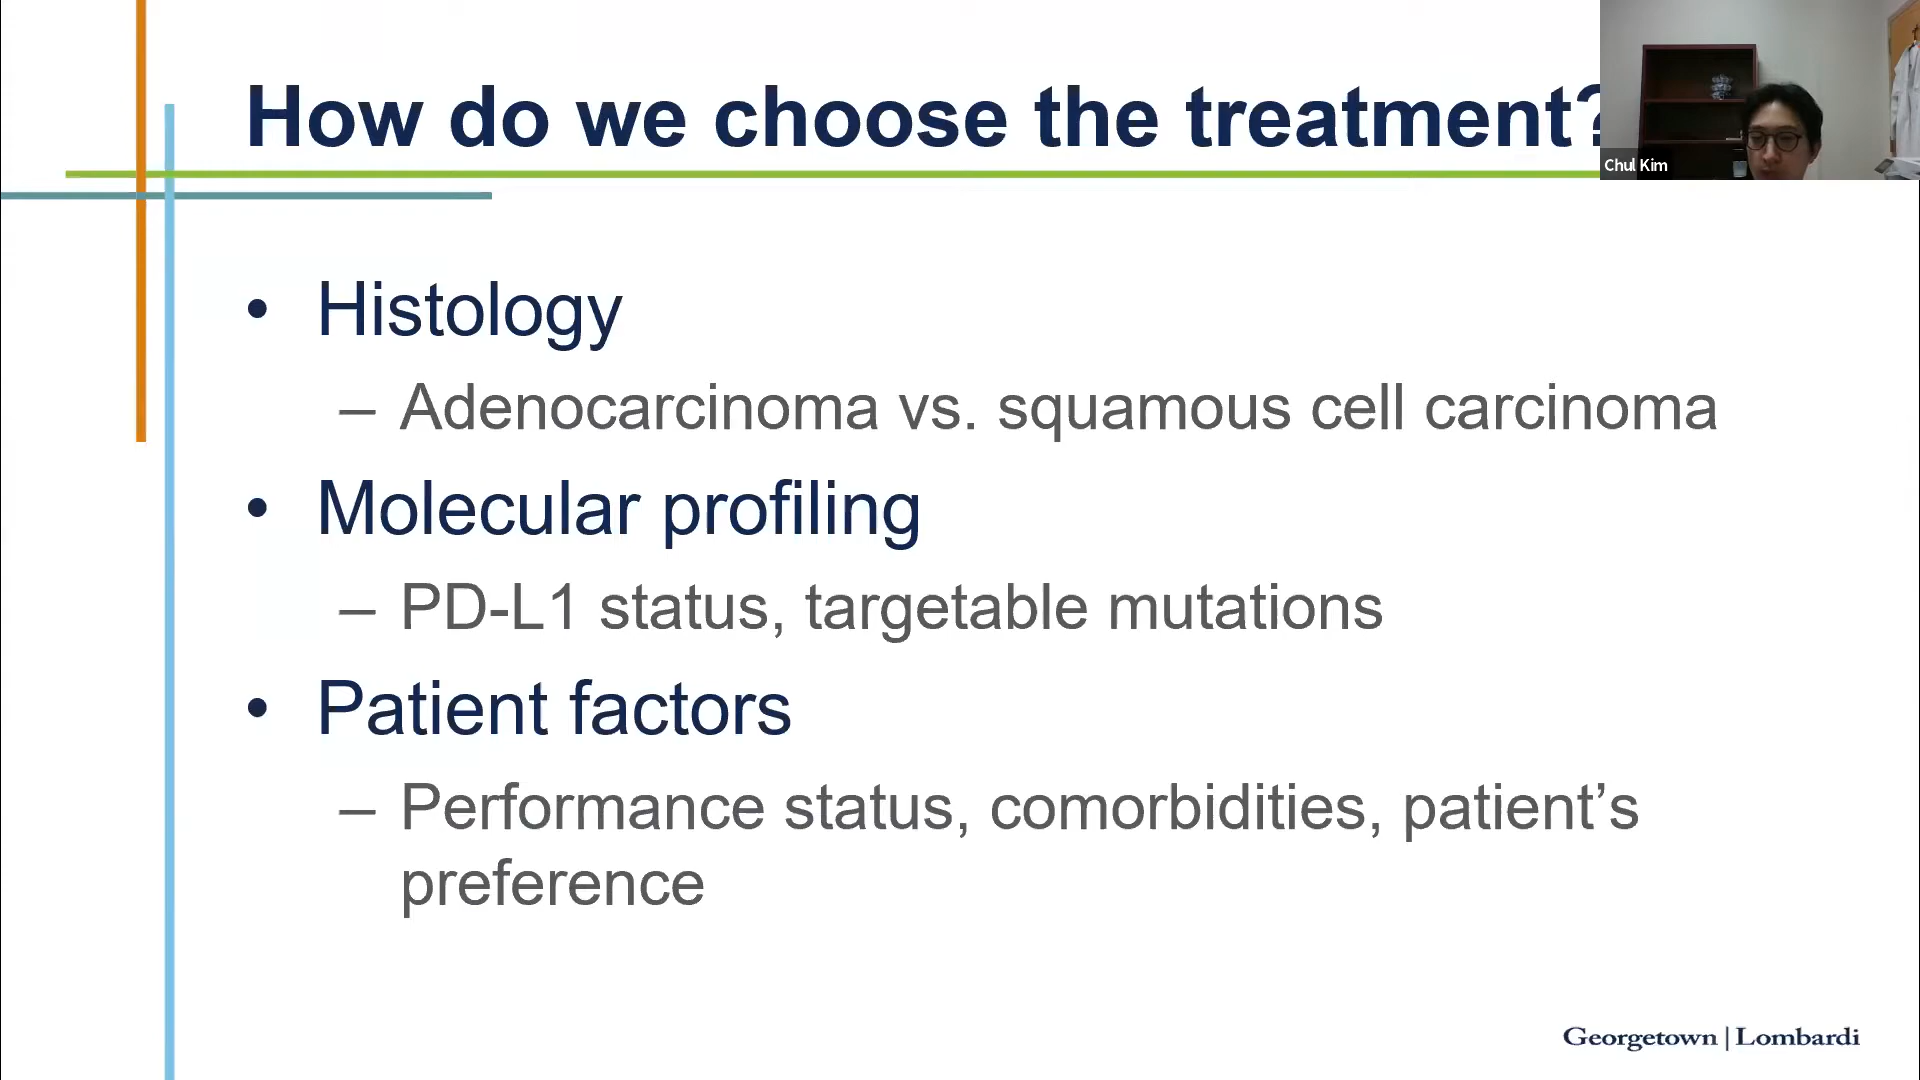 How do we choose the treatment?
Chul Kim
• Histology
– Adenocarcinoma vs. squamous cell carcinoma
• Molecular profiling
– PD-L1 status, targetable mutations
• Patient factors
– Performance status, comorbidities, patient’s
preference
Georgetown | Lombardi